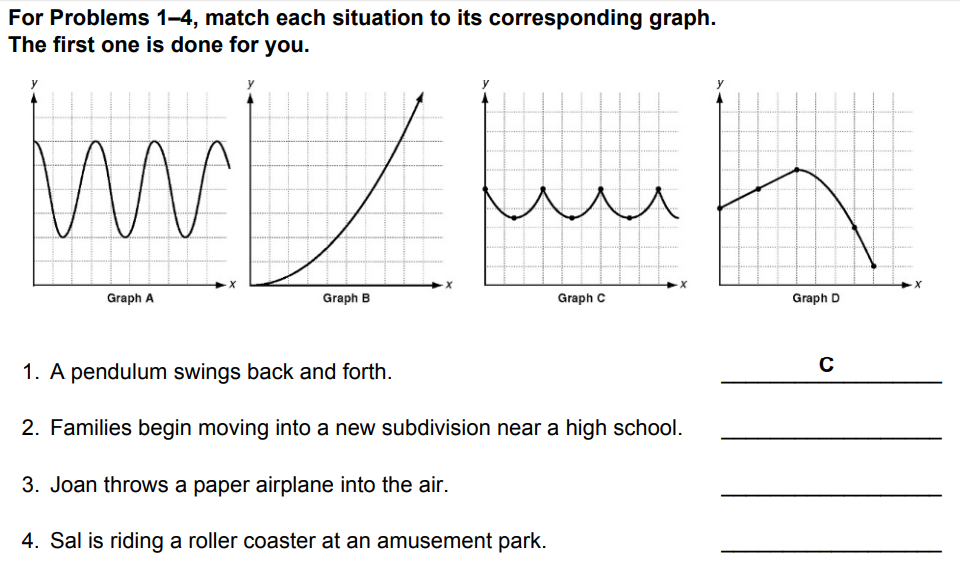 For Problems 1–4, match each situation to its corresponding graph.
The first one is done for you.
y y y y
x x x x
Graph A Graph B Graph C Graph D
1. A pendulum swings back and forth. C
2. Families begin moving into a new subdivision near a high school.
3. Joan throws a paper airplane into the air.
4. Sal is riding a roller coaster at an amusement park.